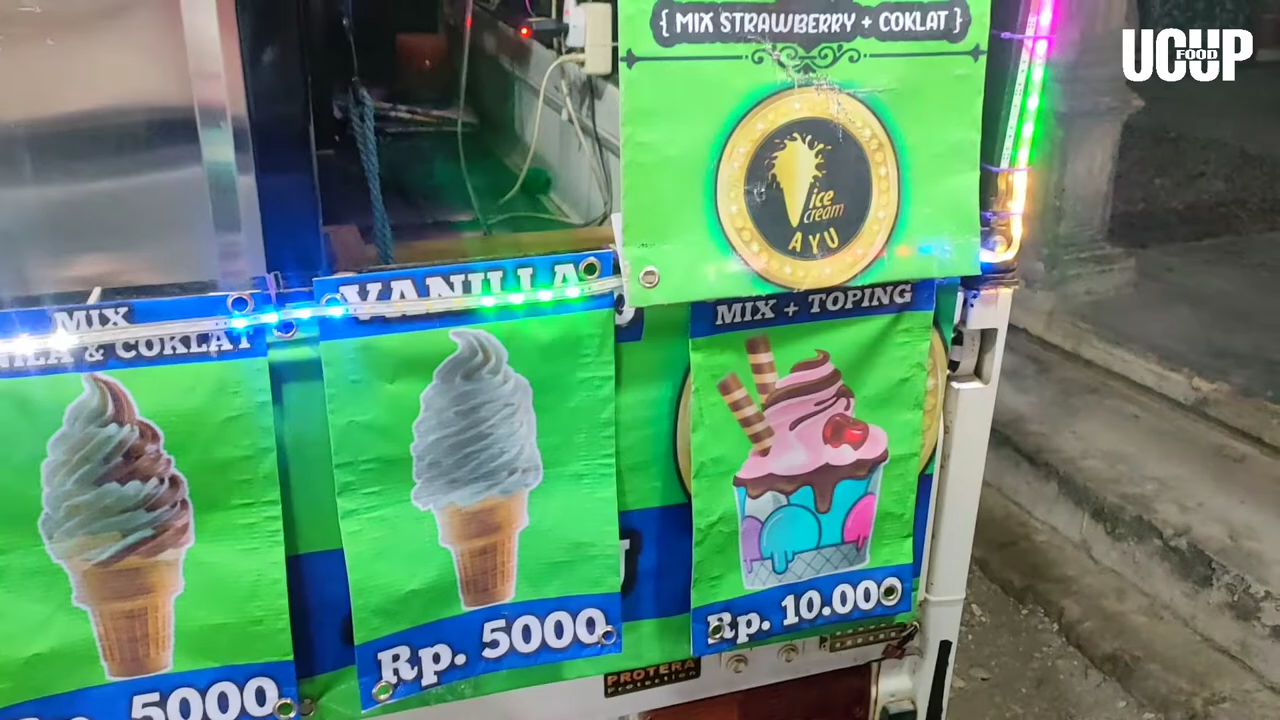 { MIX STRAWBERRY + COKLAT }
UCUP
FOOD
ice
cream
AYU
MIX
& COKLAT
5000
VANILLA
Rp. 5000
MIX + TOPING
Rp. 10.000
PROTERA
Protection